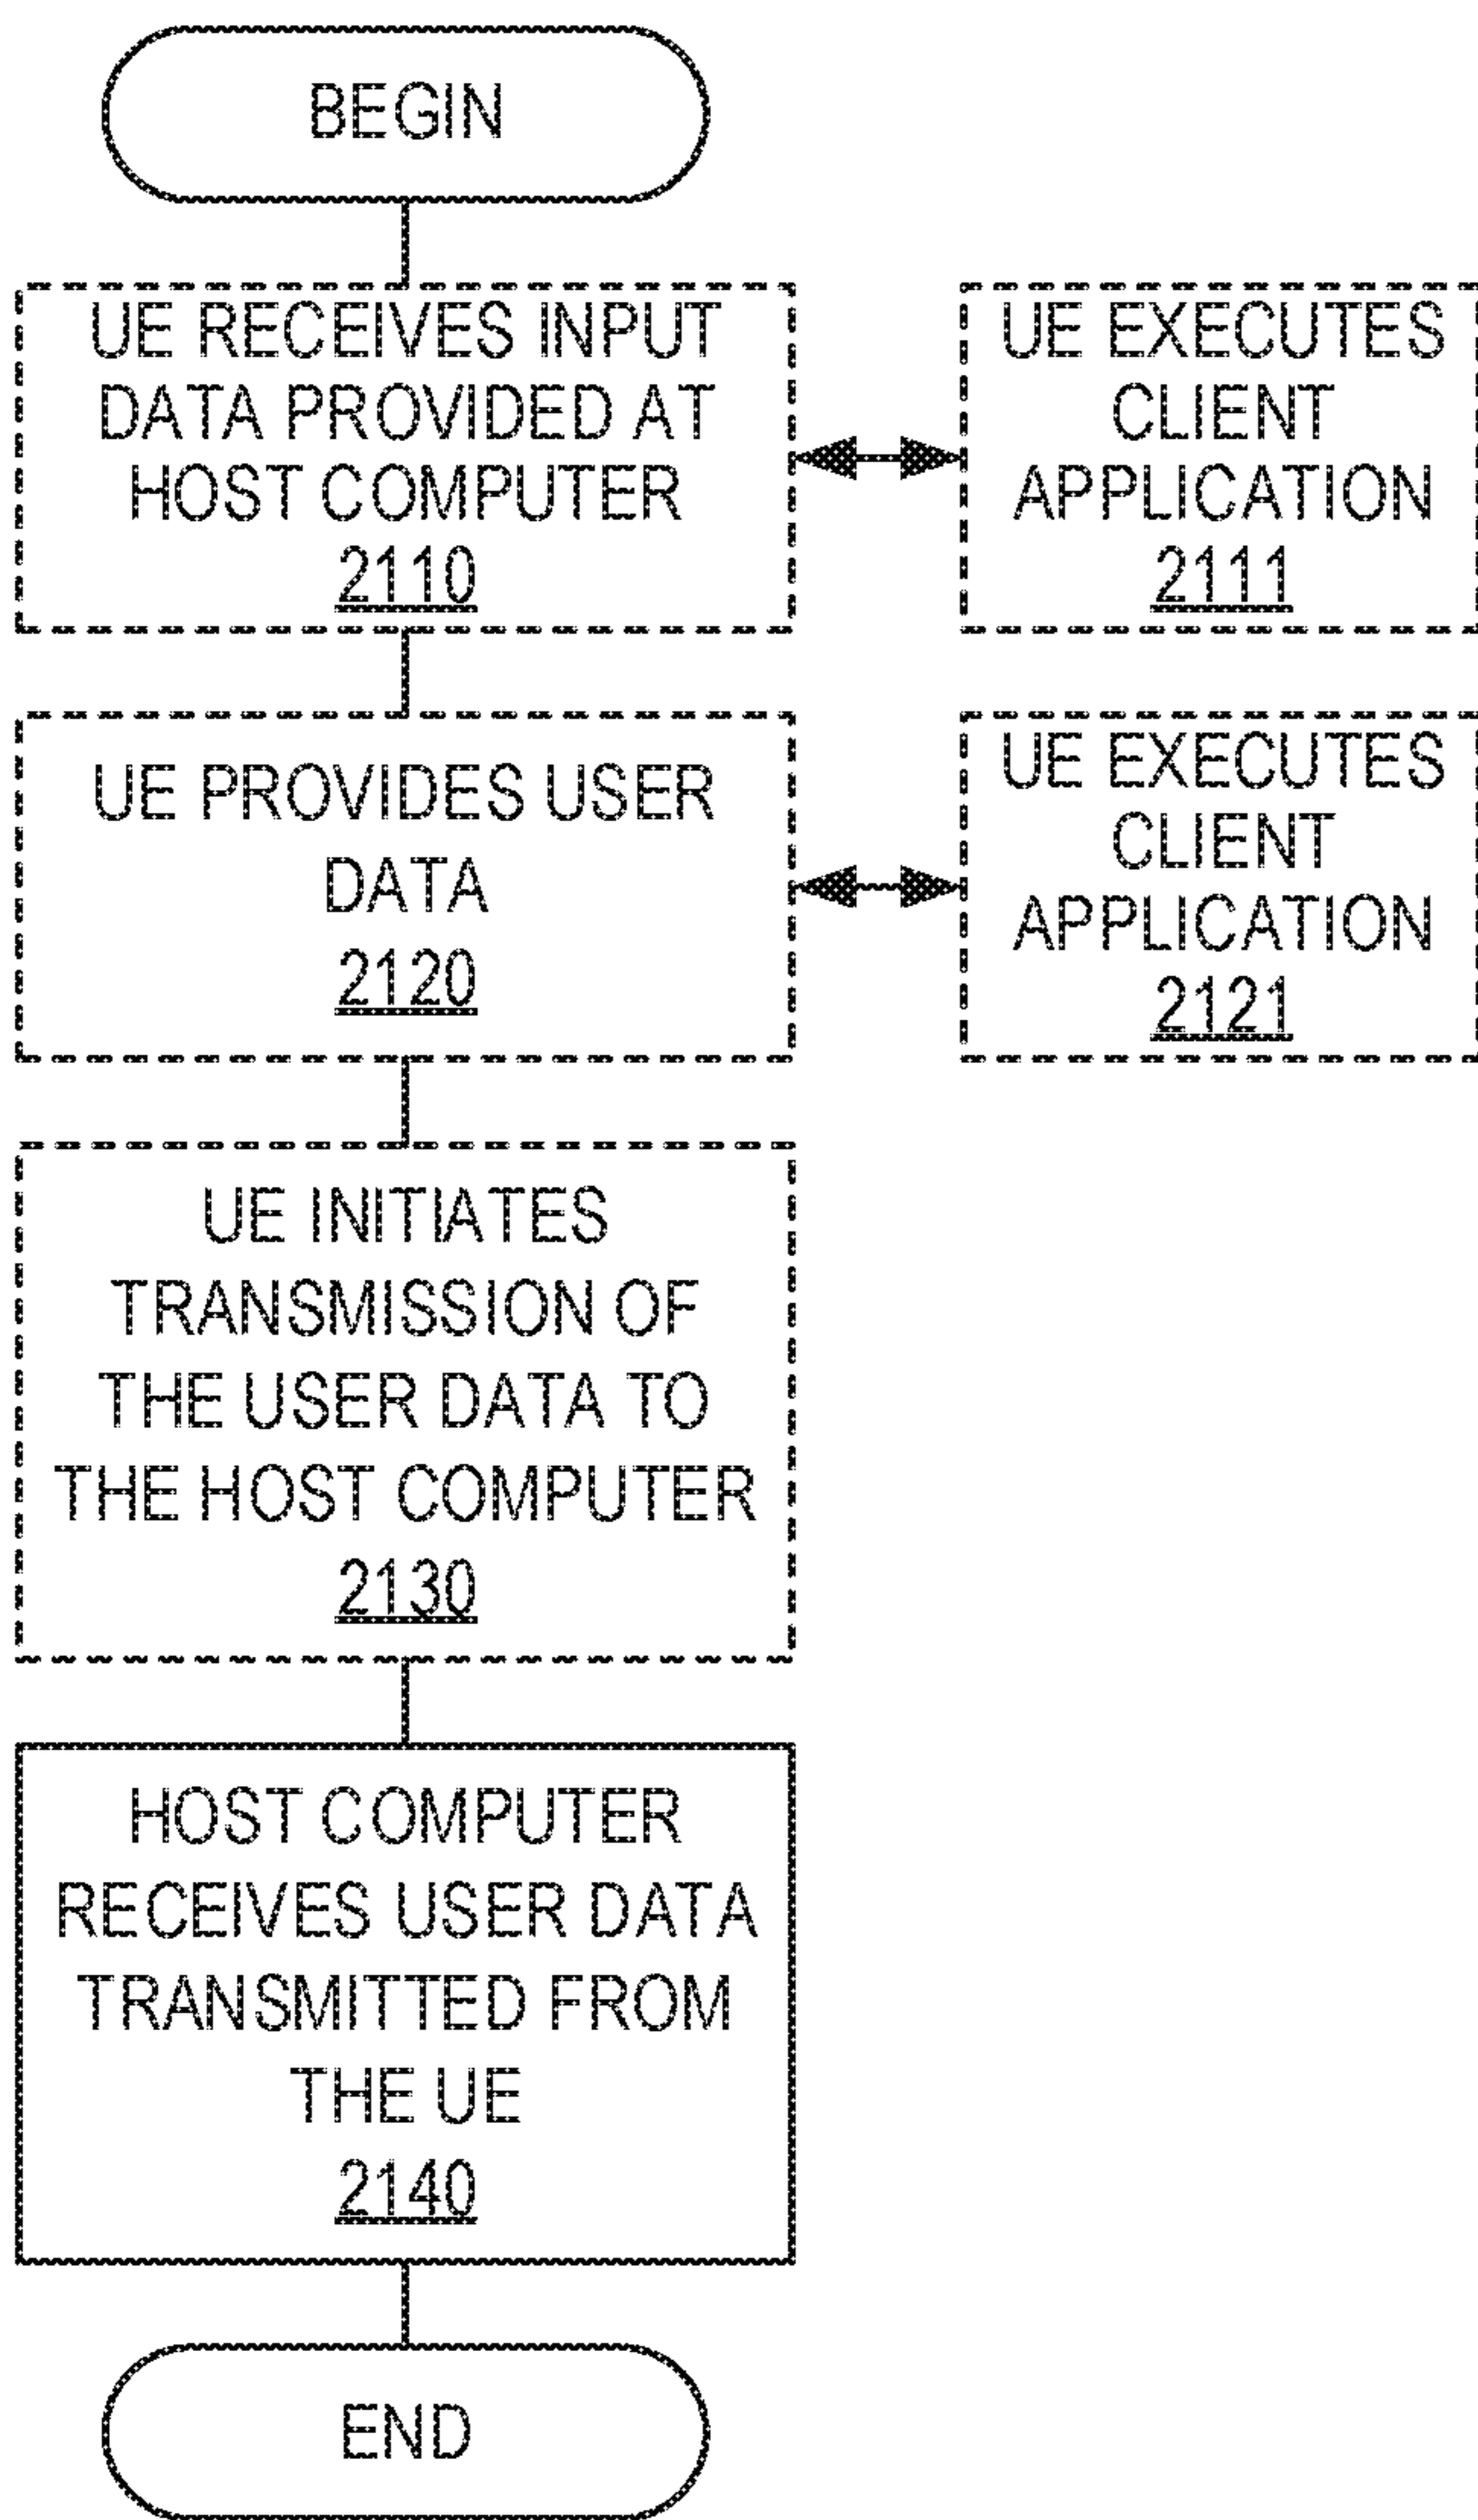 BEGIN
UE RECEIVES INPUT
DATA PROVIDED AT
HOST COMPUTER
2110
UE EXECUTES
CLIENT
APPLICATION
2111
UE PROVIDES USER
DATA
2120
UE EXECUTES
CLIENT
APPLICATION
2121
UE INITIATES
TRANSMISSION OF
THE USER DATA TO
THE HOST COMPUTER
2130
HOST COMPUTER
RECEIVES USER DATA
TRANSMITTED FROM
THE UE
2140
END